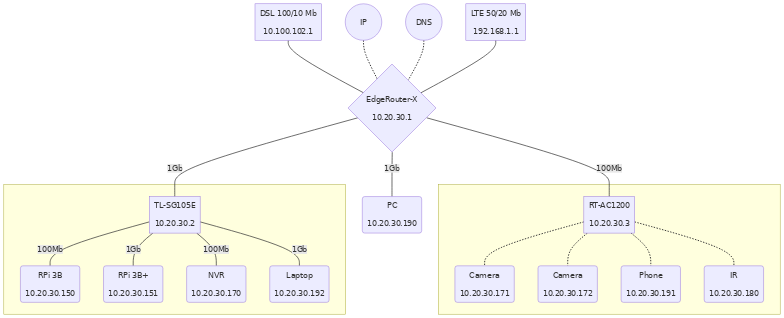 DSL 100/10 Mb
10.100.102.1
IP
DNS
LTE 50/20 Mb
192.168.1.1
EdgeRouter-X
10.20.30.1
1Gb
1Gb
100Mb
TL-SG105E
10.20.30.2
PC
10.20.30.190
RT-AC1200
10.20.30.3
100Mb
1Gb
100Mb
1Gb
RPi 3B
10.20.30.150
RPi 3B+
10.20.30.151
NVR
10.20.30.170
Laptop
10.20.30.192
Camera
10.20.30.171
Camera
10.20.30.172
Phone
10.20.30.191
IR
10.20.30.180